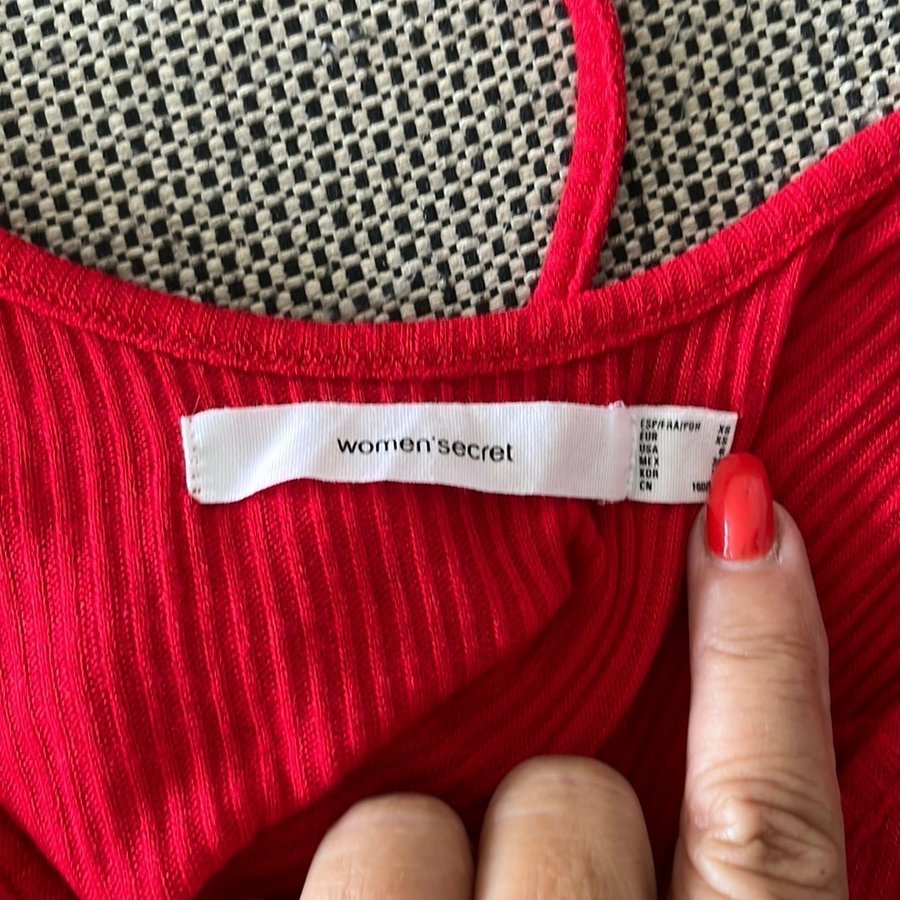 women'secret
ESP/FRA/POR XS
EUR XS
USA
MEX
KOR
CN